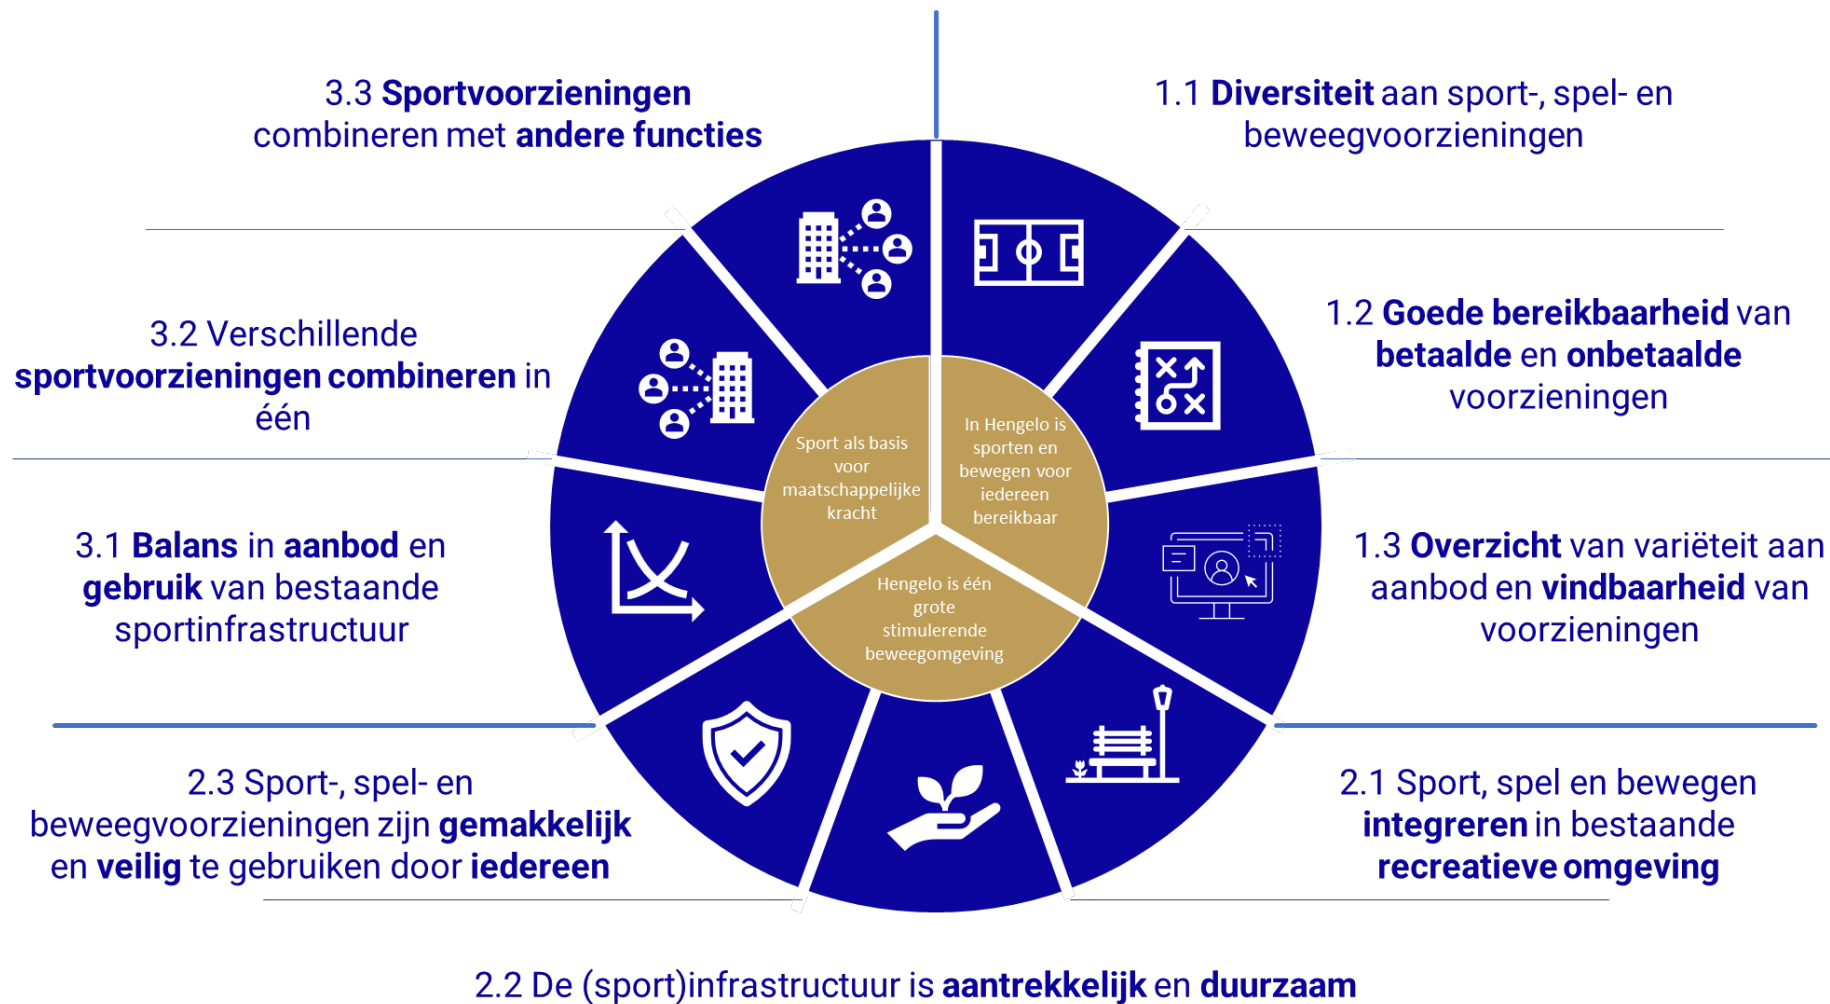 3.3 Sportvoorzieningen
combineren met andere functies
1.1 Diversiteit aan sport-, spel- en
beweegvoorzieningen
3.2 Verschillende
sportvoorzieningen combineren in
één
1.2 Goede bereikbaarheid van
betaalde en onbetaalde
voorzieningen
Sport als basis
voor
maatschappelijke
kracht
In Hengelo is
sporten en
bewegen voor
iedereen
bereikbaar
3.1 Balans in aanbod en
gebruik van bestaande
sportinfrastructuur
1.3 Overzicht van variëteit aan
aanbod en vindbaarheid van
voorzieningen
Hengelo is één
grote
stimulerende
beweegomgeving
2.3 Sport-, spel- en
beweegvoorzieningen zijn gemakkelijk
en veilig te gebruiken door iedereen
2.1 Sport, spel en bewegen
integreren in bestaande
recreatieve omgeving
2.2 De (sport)infrastructuur is aantrekkelijk en duurzaam